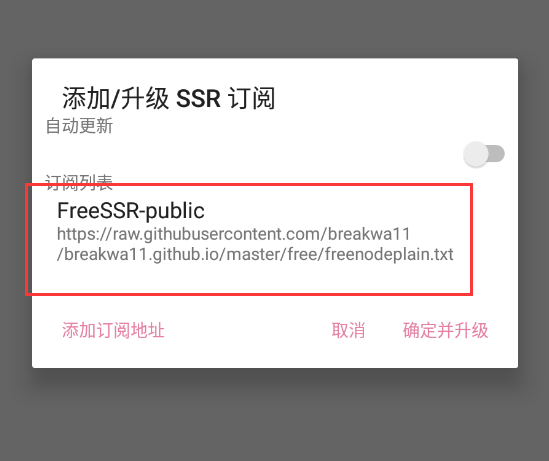 添加/升级 SSR 订阅
自动更新
订阅列表
FreeSSR-public
https://raw.githubusercontent.com/breakwa11
/breakwa11.github.io/master/free/freenodeplain.txt
添加订阅地址 取消 确定并升级